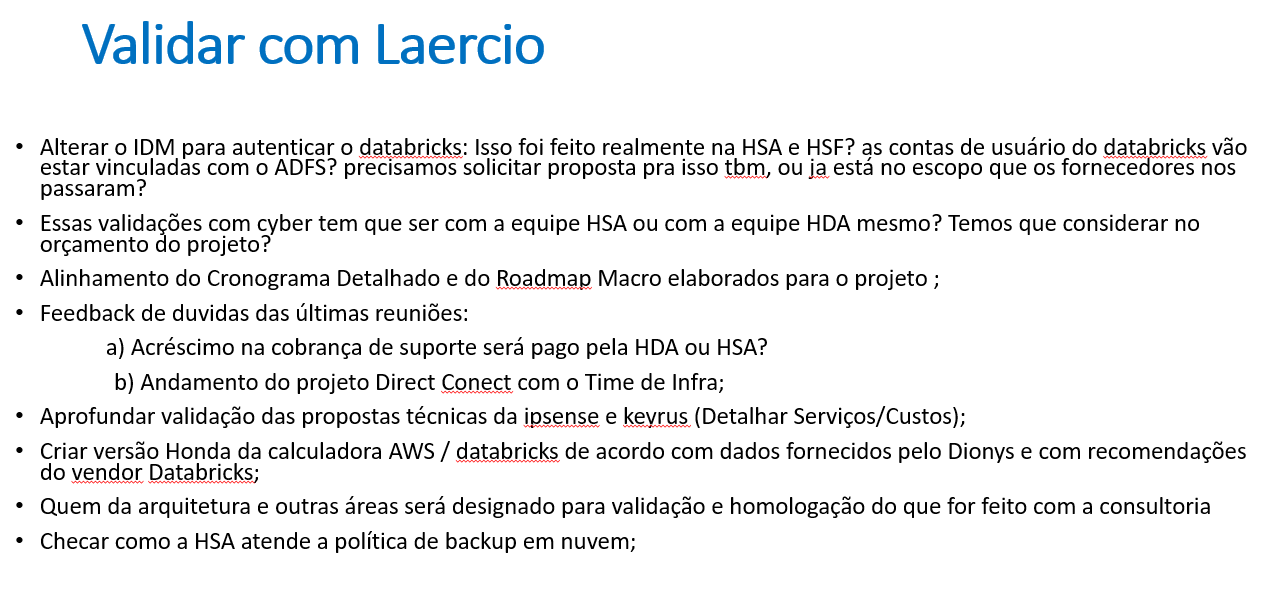 Validar com Laercio
• Alterar o IDM para autenticar o databricks: Isso foi feito realmente na HSA e HSF? as contas de usuário do databricks vão
estar vinculadas com o ADFS? precisamos solicitar proposta pra isso tbm, ou ja está no escopo que os fornecedores nos
passaram?
• Essas validações com cyber tem que ser com a equipe HSA ou com a equipe HDA mesmo? Temos que considerar no
orçamento do projeto?
• Alinhamento do Cronograma Detalhado e do Roadmap Macro elaborados para o projeto ;
• Feedback de duvidas das últimas reuniões:
a) Acréscimo na cobrança de suporte será pago pela HDA ou HSA?
b) Andamento do projeto Direct Conect com o Time de Infra;
• Aprofundar validação das propostas técnicas da ipsense e keyrus (Detalhar Serviços/Custos);
• Criar versão Honda da calculadora AWS / databricks de acordo com dados fornecidos pelo Dionys e com recomendações
do vendor Databricks;
• Quem da arquitetura e outras áreas será designado para validação e homologação do que for feito com a consultoria
• Checar como a HSA atende a política de backup em nuvem;